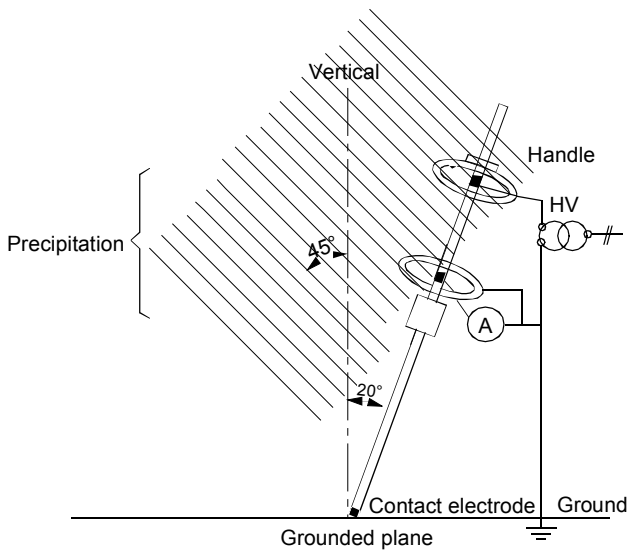 Vertical
Handle
HV
Precipitation
45°
A
20°
Contact electrode
Ground
Grounded plane